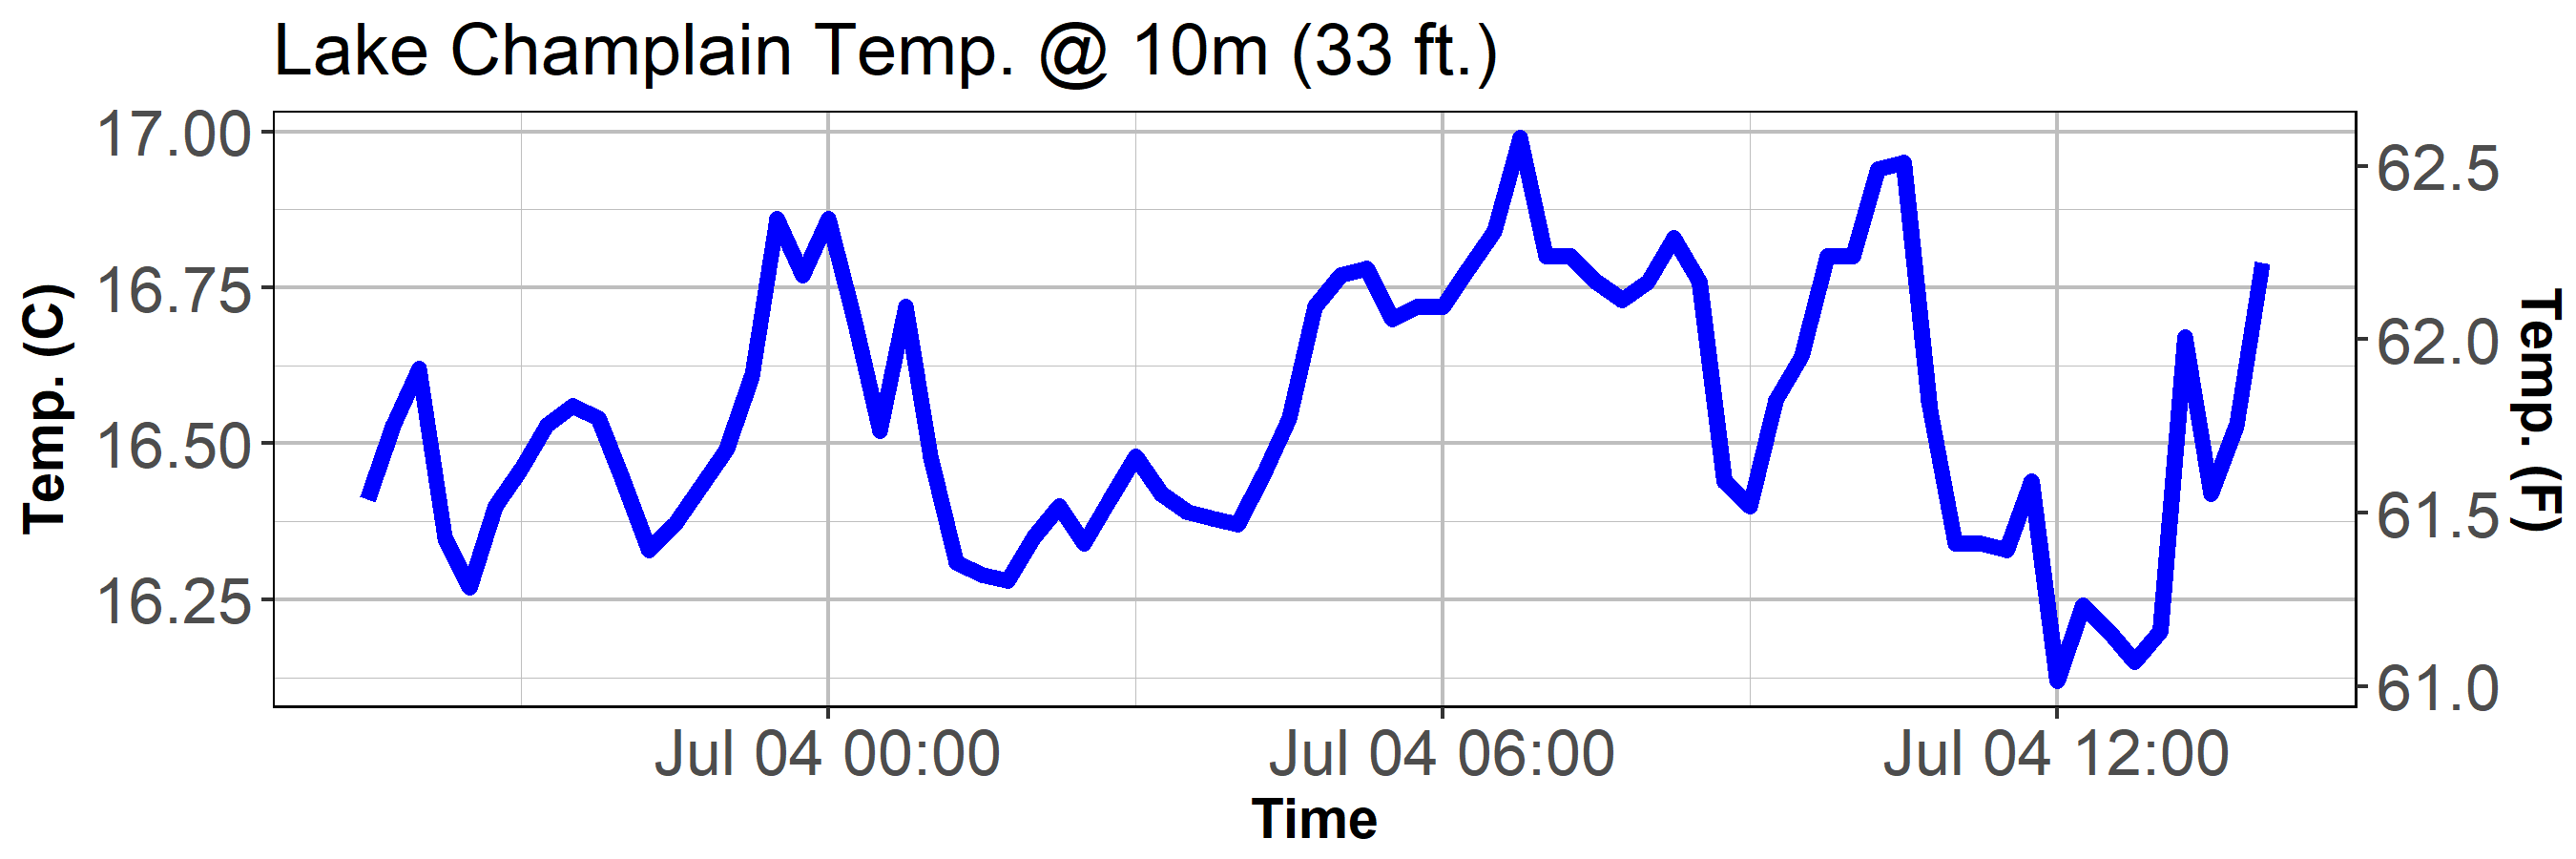 Lake Champlain Temp. @ 10m (33 ft.)
17.00
16.75
16.50
16.25
Temp. (C)
62.5
62.0
61.5
61.0
Temp. (F)
Jul 04 00:00 Jul 04 06:00 Jul 04 12:00
Time